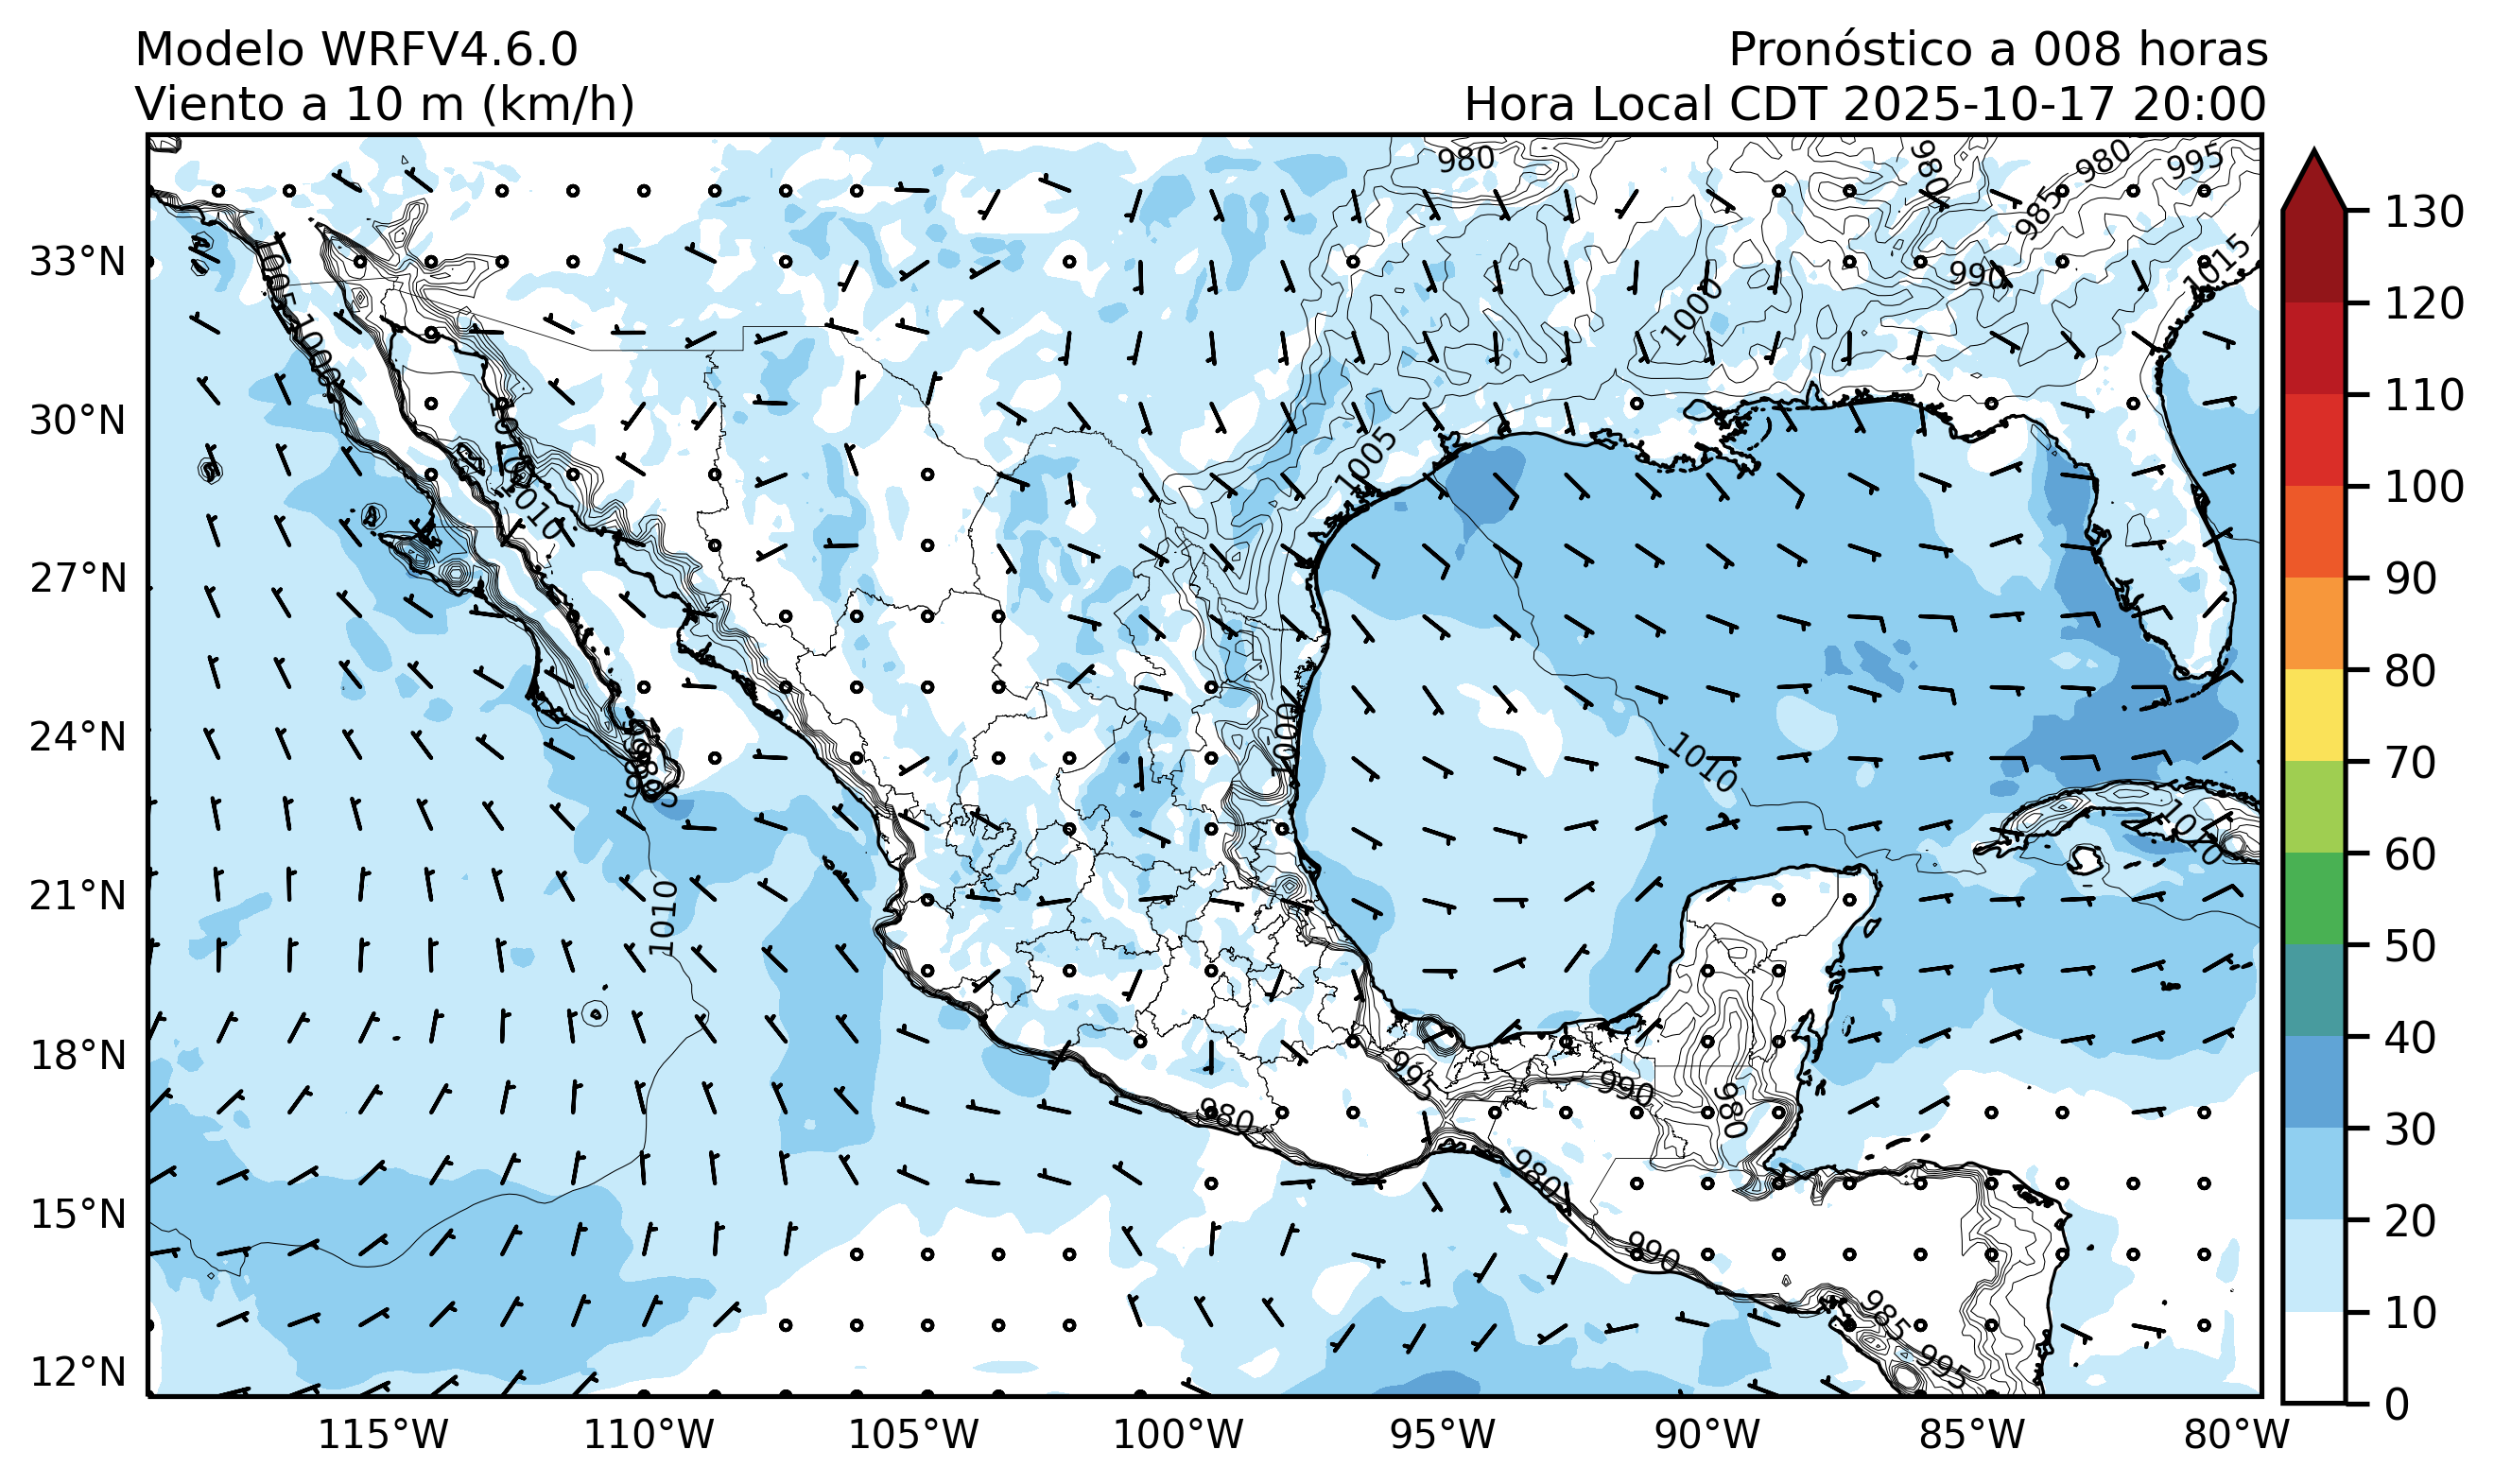 Modelo WRFV4.6.0
Pronóstico a 008 horas
Viento a 10 m (km/h)
Hora Local CDT 2025-10-17 20:00
980
980
980
995
985
1015
990
1005
1000
1000
1005
1010
1010
1010
1000
1010
1010
995
990
980
980
980
990
985
995
33°N
30°N
27°N
24°N
21°N
18°N
15°N
12°N
115°W
110°W
105°W
100°W
95°W
90°W
85°W
80°W
130
120
110
100
90
80
70
60
50
40
30
20
10
0